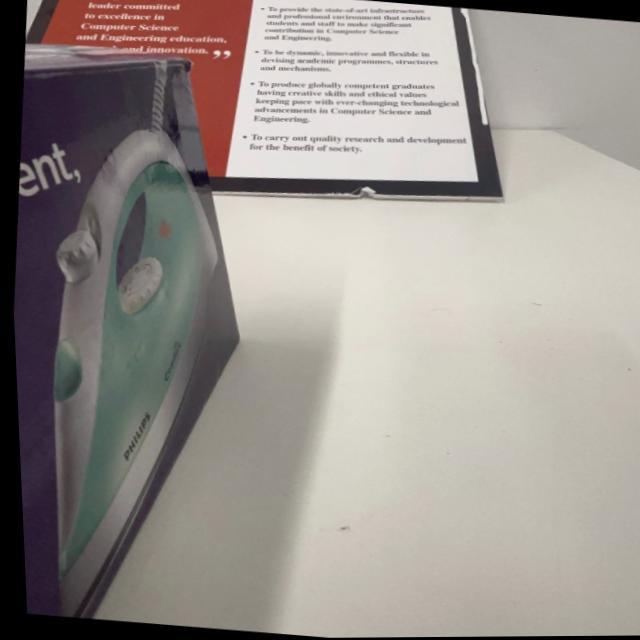 leader committed
to excellence in
Computer Science
and Engineering education,
and innovation. ”
• To provide the state-of-art infrastructure
and professional environment that enables
students and staff to make significant
contribution in Computer Science
and Engineering.
• To be dynamic, innovative and flexible in
devising academic programmes, structures
and mechanisms.
• To produce globally competent graduates
having creative skills and ethical values
keeping pace with ever-changing technological
advancements in Computer Science and
Engineering.
• To carry out quality research and development
for the benefit of society.
ent,
PHILIPS